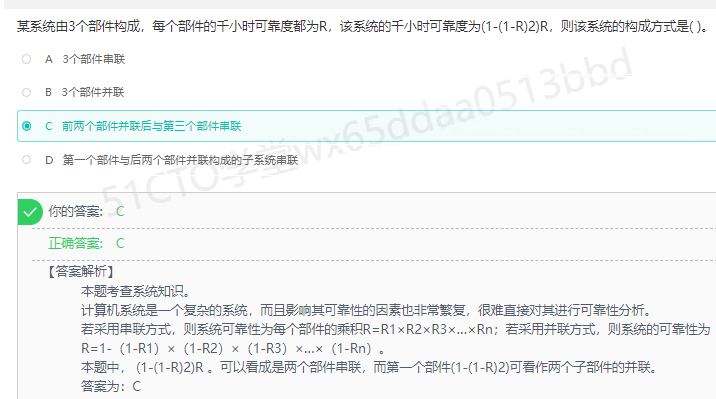 某系统由3个部件构成，每个部件的千小时可靠度都为R，该系统的千小时可靠度为(1-(1-R)2)R，则该系统的构成方式是( )。
A 3个部件串联
B 3个部件并联
C 前两个部件并联后与第三个部件串联
D 第一个部件与后两个部件并联构成的子系统串联
51CTO学堂wx65ddaa0513bbd
你的答案: C
正确答案: C
【答案解析】
本题考查系统知识。
计算机系统是一个复杂的系统，而且影响其可靠性的因素也非常繁复，很难直接对其进行可靠性分析。
若采用串联方式，则系统可靠性为每个部件的乘积R=R1×R2×R3×…×Rn；若采用并联方式，则系统的可靠性为
R=1-（1-R1）×（1-R2）×（1-R3）×…×（1-Rn）。
本题中， (1-(1-R)2)R 。可以看成是两个部件串联，而第一个部件(1-(1-R)2)可看作两个子部件的并联。
答案为：C